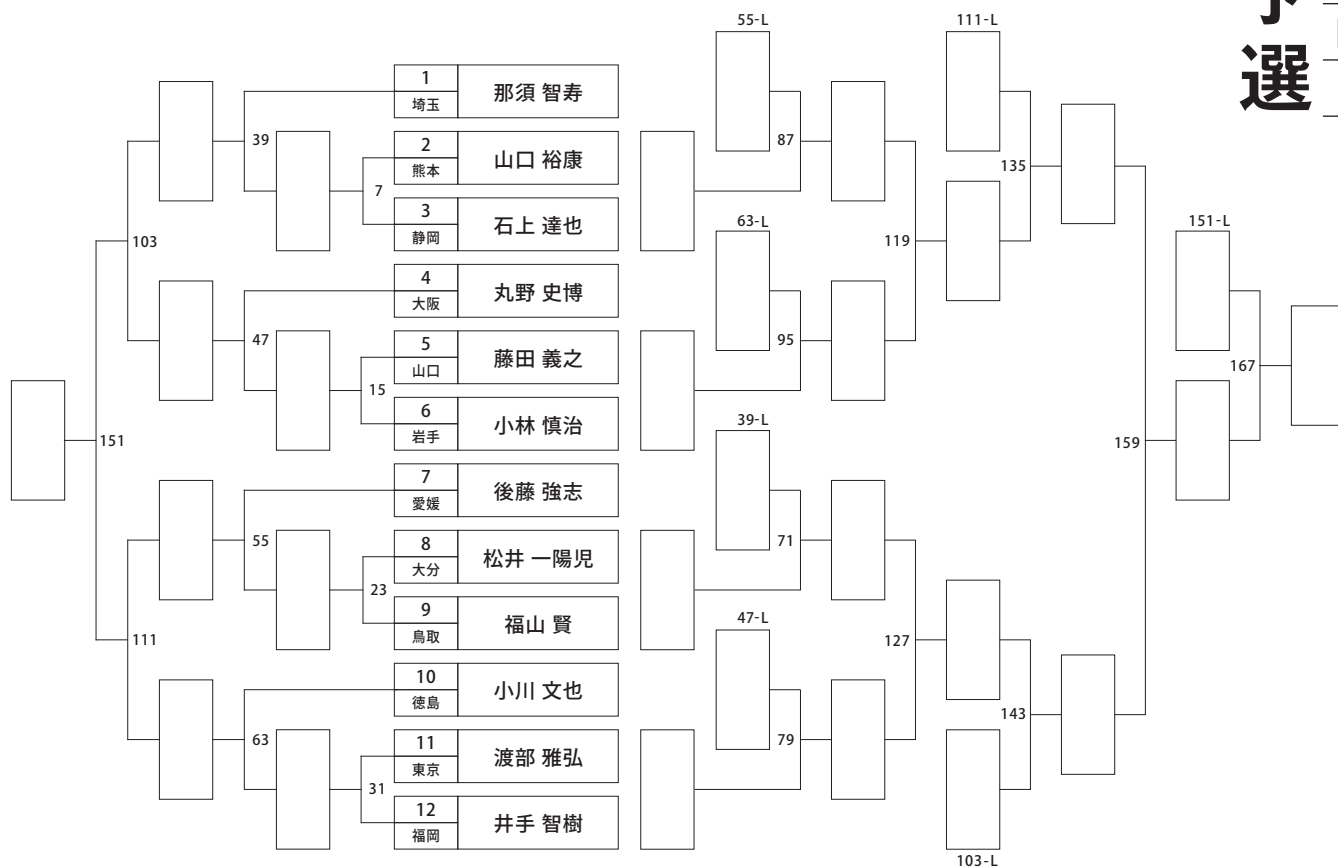 選
1
埼玉
那須 智寿
39
2
熊本
山口 裕康
7
3
静岡
石上 達也
103
4
大阪
丸野 史博
47
5
山口
藤田 義之
15
6
岩手
小林 慎治
151
7
愛媛
後藤 強志
55
8
大分
松井 一陽児
23
9
鳥取
福山 賢
111
10
徳島
小川 文也
63
11
東京
渡部 雅弘
31
12
福岡
井手 智樹
55-L
87
63-L
119
95
39-L
71
47-L
127
79
111-L
135
143
103-L
159
151-L
167